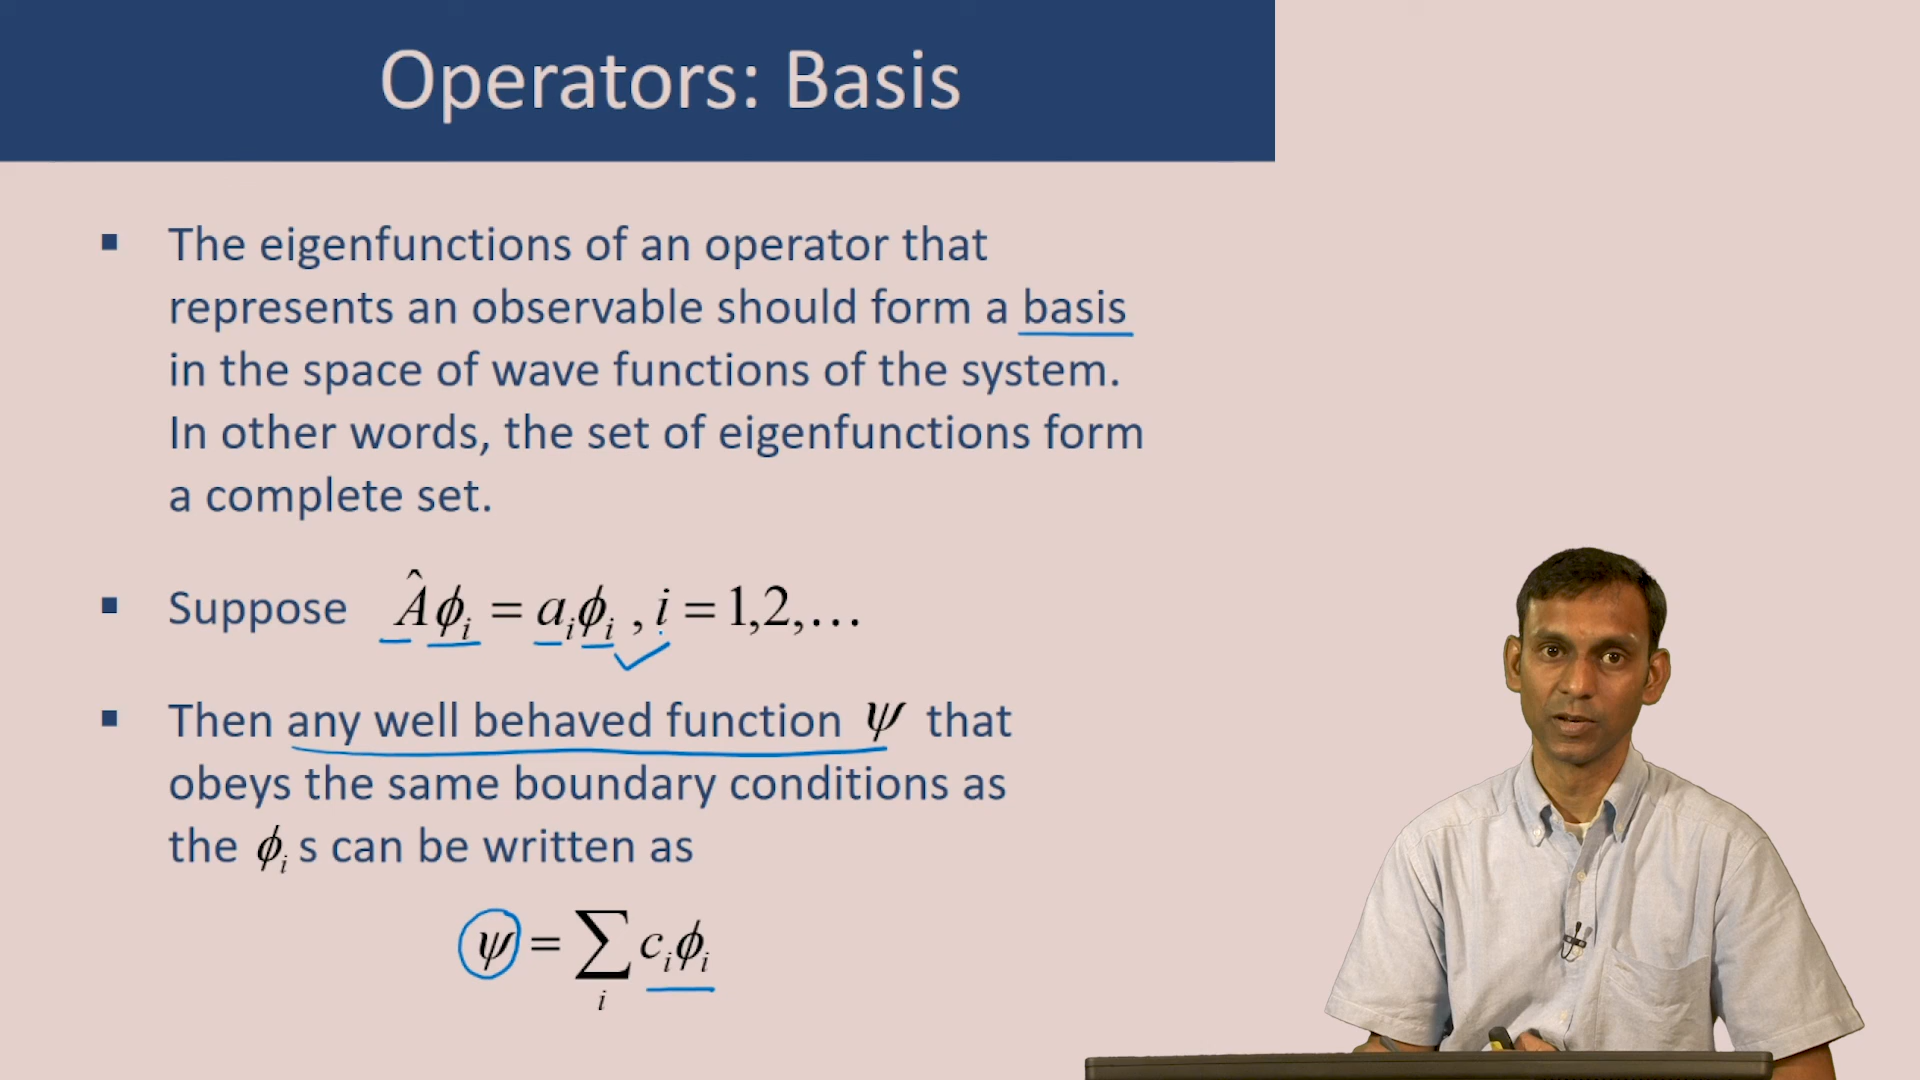 Operators: Basis
▪ The eigenfunctions of an operator that
represents an observable should form a basis
in the space of wave functions of the system.
In other words, the set of eigenfunctions form
a complete set.
▪ Suppose Âϕᵢ = aᵢϕᵢ , i = 1,2,…
▪ Then any well behaved function ψ that
obeys the same boundary conditions as
the ϕᵢ s can be written as
ψ = ∑ cᵢϕᵢ
i